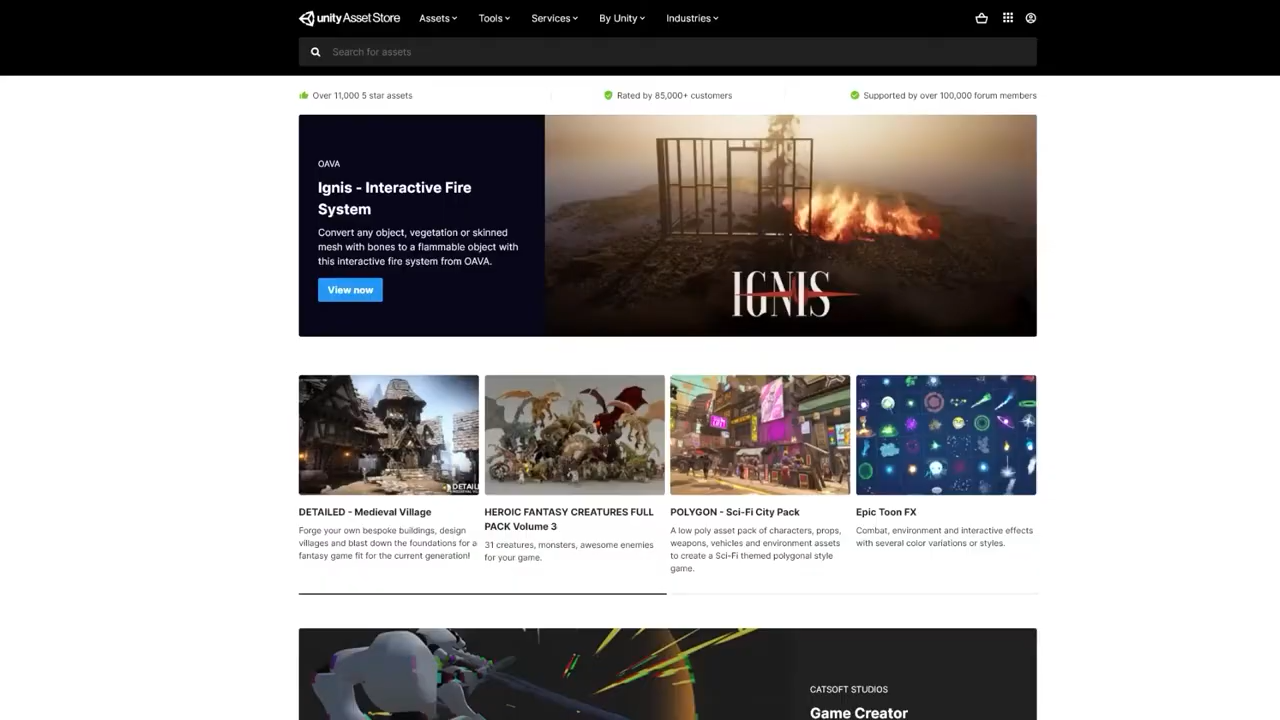 unity Asset Store
Assets
Tools
Services
By Unity
Industries
Search for assets
Over 11,000 5 star assets
Rated by 85,000+ customers
Supported by over 100,000 forum members
OAVA
Ignis - Interactive Fire
System
Convert any object, vegetation or skinned
mesh with bones to a flammable object with
this interactive fire system from OAVA.
View now
IGNIS
DETAILED - Medieval Village
Forge your own bespoke buildings, design
villages and blast down the foundations for a
fantasy game fit for the current generation!
HEROIC FANTASY CREATURES FULL
PACK Volume 3
31 creatures, monsters, awesome enemies
for your game.
POLYGON - Sci-Fi City Pack
A low poly asset pack of characters, props,
weapons, vehicles and environment assets
to create a Sci-Fi themed polygonal style
game.
Epic Toon FX
Combat, environment and interactive effects
with several color variations or styles.
CATSOFT STUDIOS
Game Creator